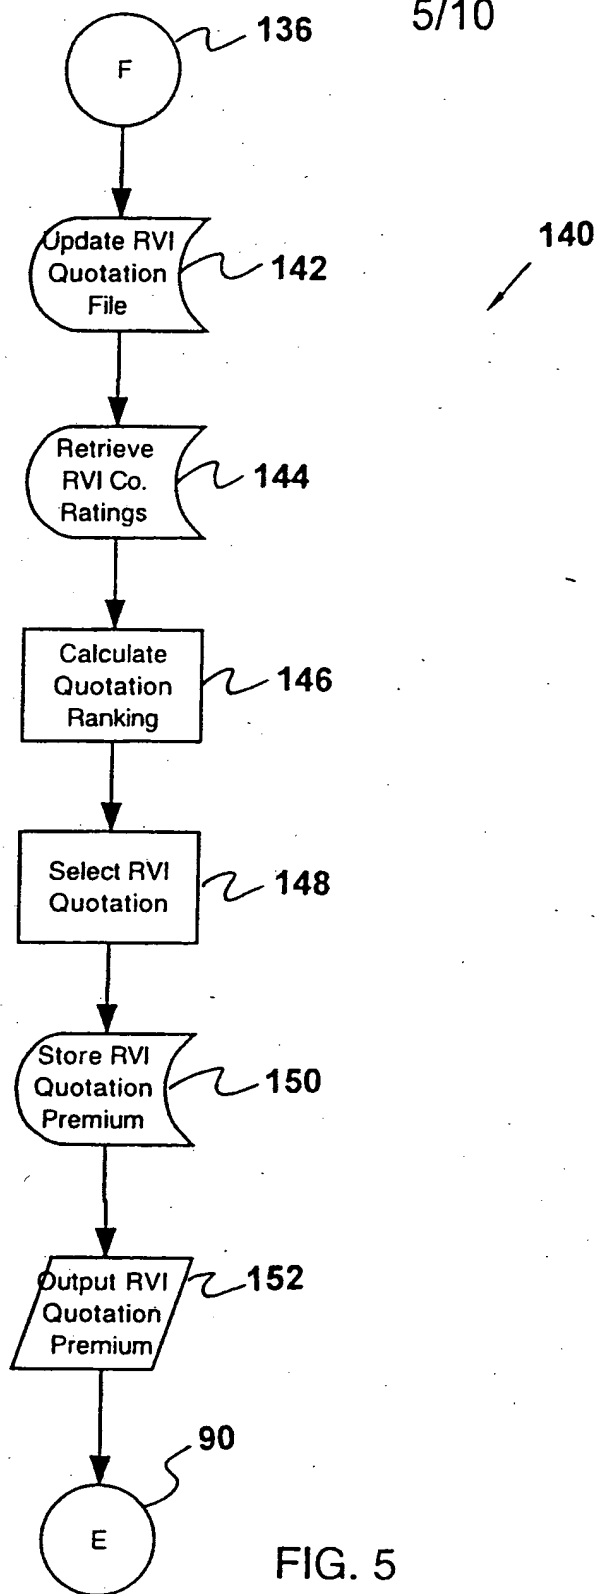 5/10
136
F
Update RVI
Quotation
File
142
140
Retrieve
RVI Co.
Ratings
144
Calculate
Quotation
Ranking
146
Select RVI
Quotation
148
Store RVI
Quotation
Premium
150
Output RVI
Quotation
Premium
152
90
E
FIG. 5